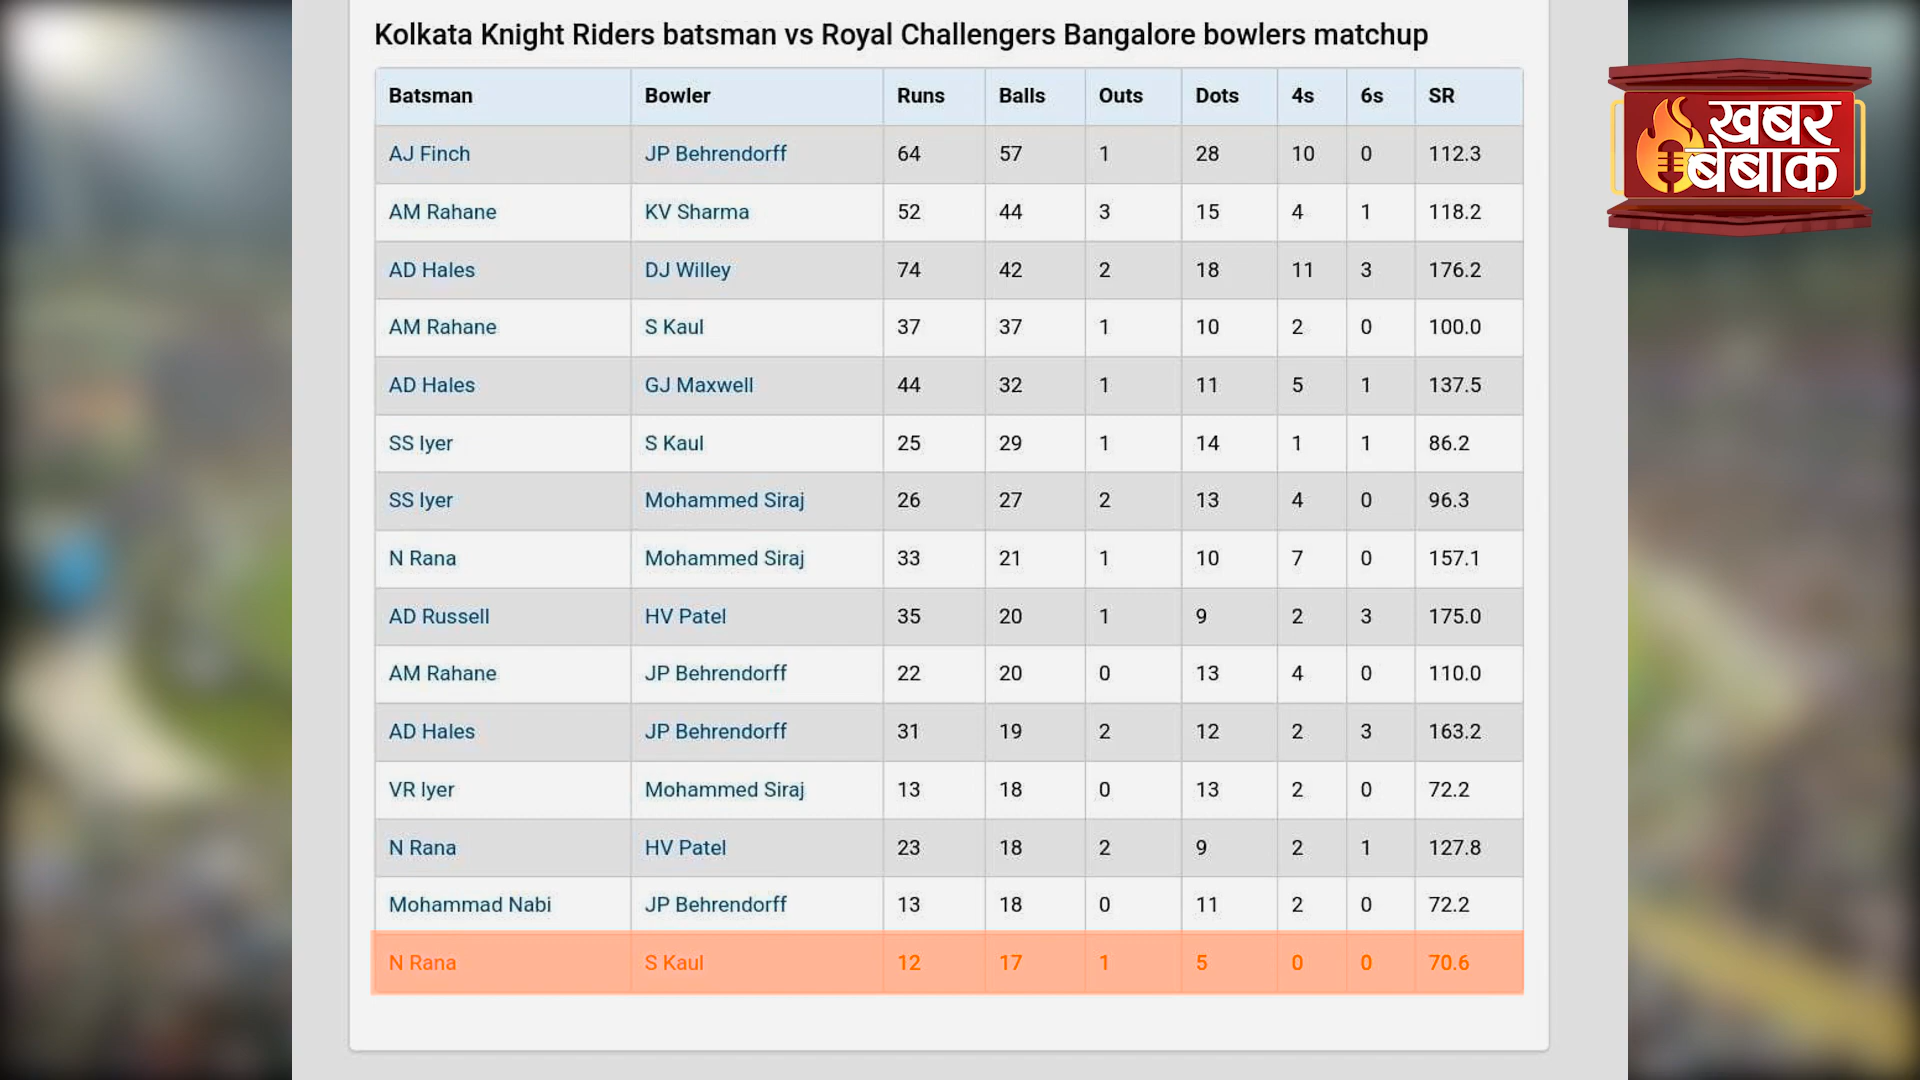 Kolkata Knight Riders batsman vs Royal Challengers Bangalore bowlers matchup
Batsman Bowler Runs Balls Outs Dots 4s 6s SR
AJ Finch JP Behrendorff 64 57 1 28 10 0 112.3
AM Rahane KV Sharma 52 44 3 15 4 1 118.2
AD Hales DJ Willey 74 42 2 18 11 3 176.2
AM Rahane S Kaul 37 37 1 10 2 0 100.0
AD Hales GJ Maxwell 44 32 1 11 5 1 137.5
SS Iyer S Kaul 25 29 1 14 1 1 86.2
SS Iyer Mohammed Siraj 26 27 2 13 4 0 96.3
N Rana Mohammed Siraj 33 21 1 10 7 0 157.1
AD Russell HV Patel 35 20 1 9 2 3 175.0
AM Rahane JP Behrendorff 22 20 0 13 4 0 110.0
AD Hales JP Behrendorff 31 19 2 12 2 3 163.2
VR Iyer Mohammed Siraj 13 18 0 13 2 0 72.2
N Rana HV Patel 23 18 2 9 2 1 127.8
Mohammad Nabi JP Behrendorff 13 18 0 11 2 0 72.2
N Rana S Kaul 12 17 1 5 0 0 70.6
खबर
बेबाक